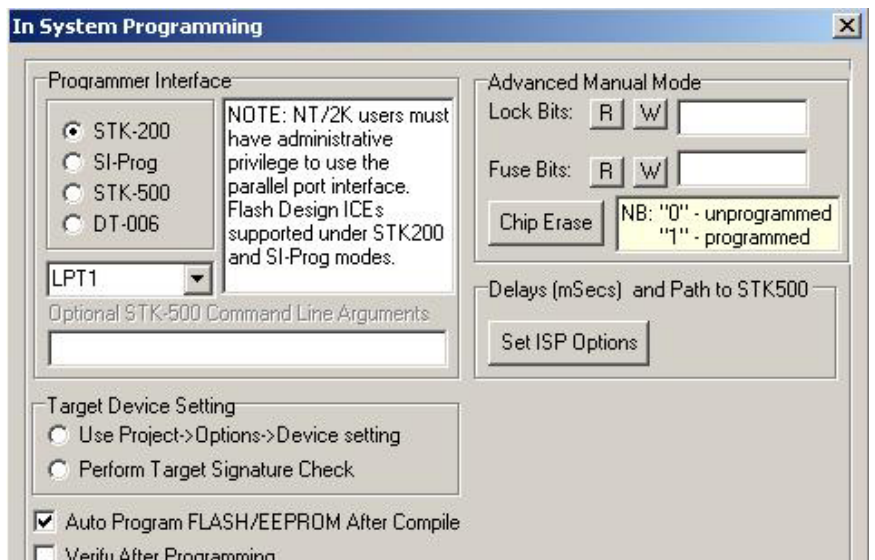 In System Programming
Programmer Interface
STK-200
SI-Prog
STK-500
DT-006
NOTE: NT/2K users must
have administrative
privilege to use the
parallel port interface.
Flash Design ICEs
supported under STK200
and SI-Prog modes.
LPT1
Optional STK-500 Command Line Arguments
Advanced Manual Mode
Lock Bits: R W
Fuse Bits: R W
Chip Erase
NB: "0" - unprogrammed
"1" - programmed
Delays (mSecs) and Path to STK500
Set ISP Options
Target Device Setting
Use Project->Options->Device setting
Perform Target Signature Check
Auto Program FLASH/EEPROM After Compile
Verify After Programming